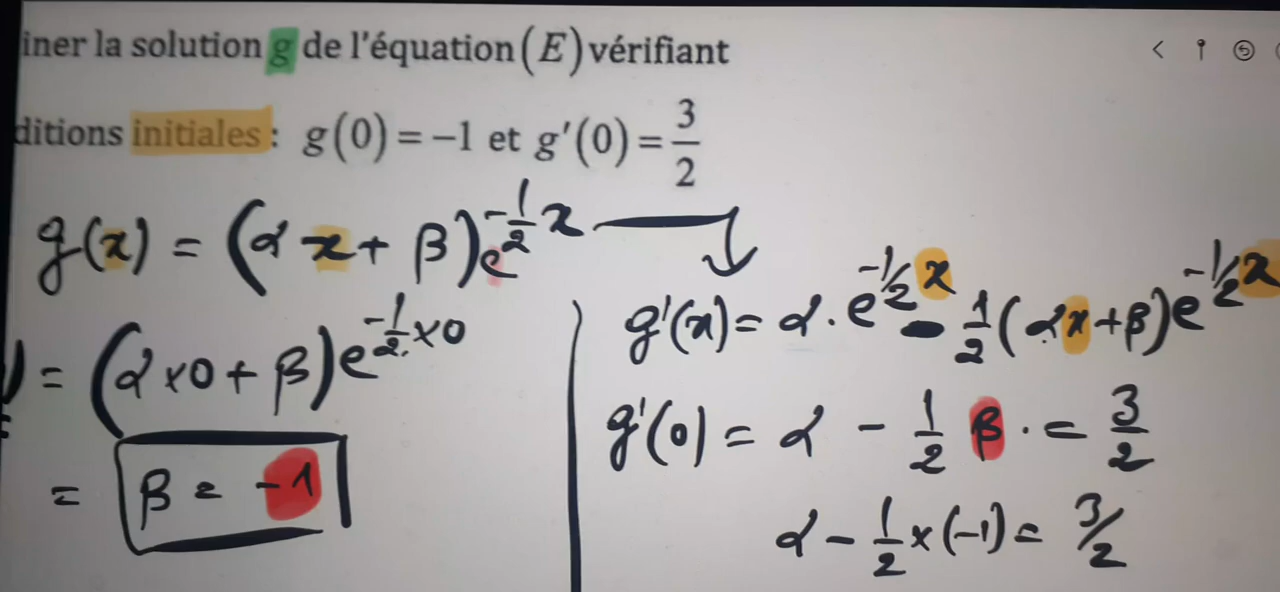 iner la solution g de l'équation (E) vérifiant
ditions initiales : g(0) = −1 et g′(0) = 3/2
g(x) = (αx + β)e^{-1/2 x}
) = (α×0 + β)e^{-1/2 ×0}
= β = -1
g'(x) = α . e^{-1/2 x} - 1/2 (αx + β)e^{-1/2 x}
g'(0) = α - 1/2 β . = 3/2
α - 1/2 × (-1) = 3/2